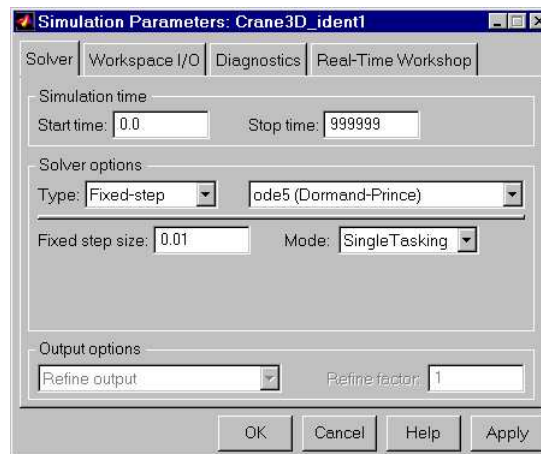 Simulation Parameters: Crane3D_ident1
Solver Workspace I/O Diagnostics Real-Time Workshop
Simulation time
Start time: 0.0 Stop time: 999999
Solver options
Type: Fixed-step ode5 (Dormand-Prince)
Fixed step size: 0.01 Mode: SingleTasking
Output options
Refine output Refine factor: 1
OK Cancel Help Apply